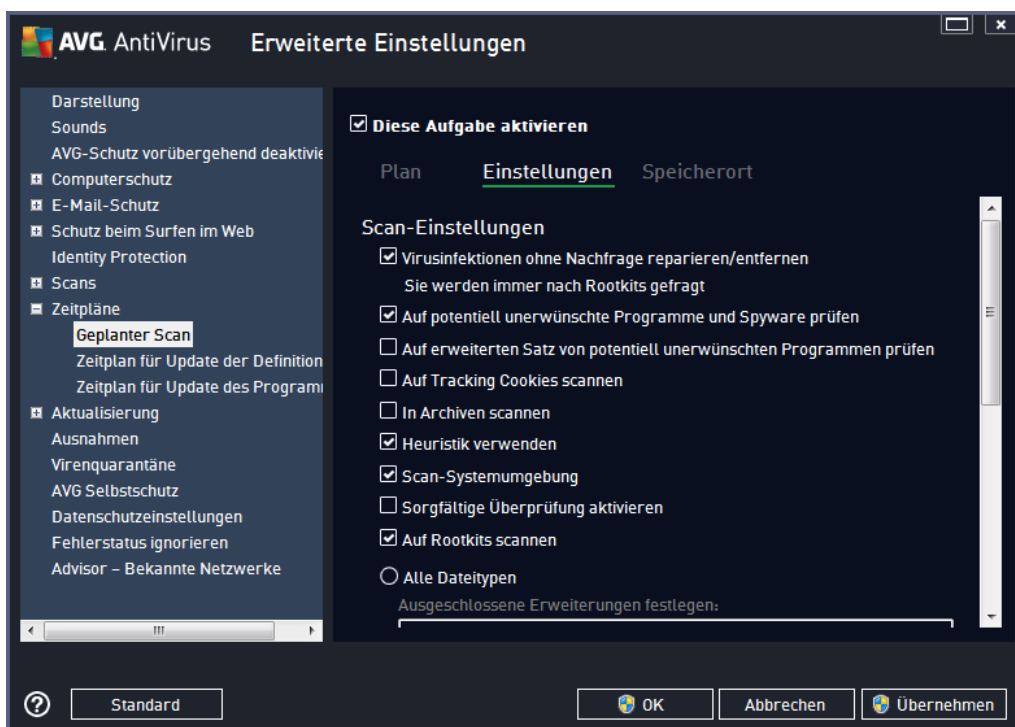 AVG. AntiVirus Erweiterte Einstellungen
Darstellung
Sounds
AVG-Schutz vorübergehend deaktivie
Computerschutz
E-Mail-Schutz
Schutz beim Surfen im Web
Identity Protection
Scans
Zeitpläne
Geplanter Scan
Zeitplan für Update der Definition
Zeitplan für Update des Program
Aktualisierung
Ausnahmen
Virenquarantäne
AVG Selbstschutz
Datenschutzeinstellungen
Fehlerstatus ignorieren
Advisor – Bekannte Netzwerke
Diese Aufgabe aktivieren
Plan Einstellungen Speicherort
Scan-Einstellungen
Virusinfektionen ohne Nachfrage reparieren/entfernen
Sie werden immer nach Rootkits gefragt
Auf potentiell unerwünschte Programme und Spyware prüfen
Auf erweiterten Satz von potentiell unerwünschten Programmen prüfen
Auf Tracking Cookies scannen
In Archiven scannen
Heuristik verwenden
Scan-Systemumgebung
Sorgfältige Überprüfung aktivieren
Auf Rootkits scannen
Alle Dateitypen
Ausgeschlossene Erweiterungen festlegen:
? Standard OK Abbrechen Übernehmen